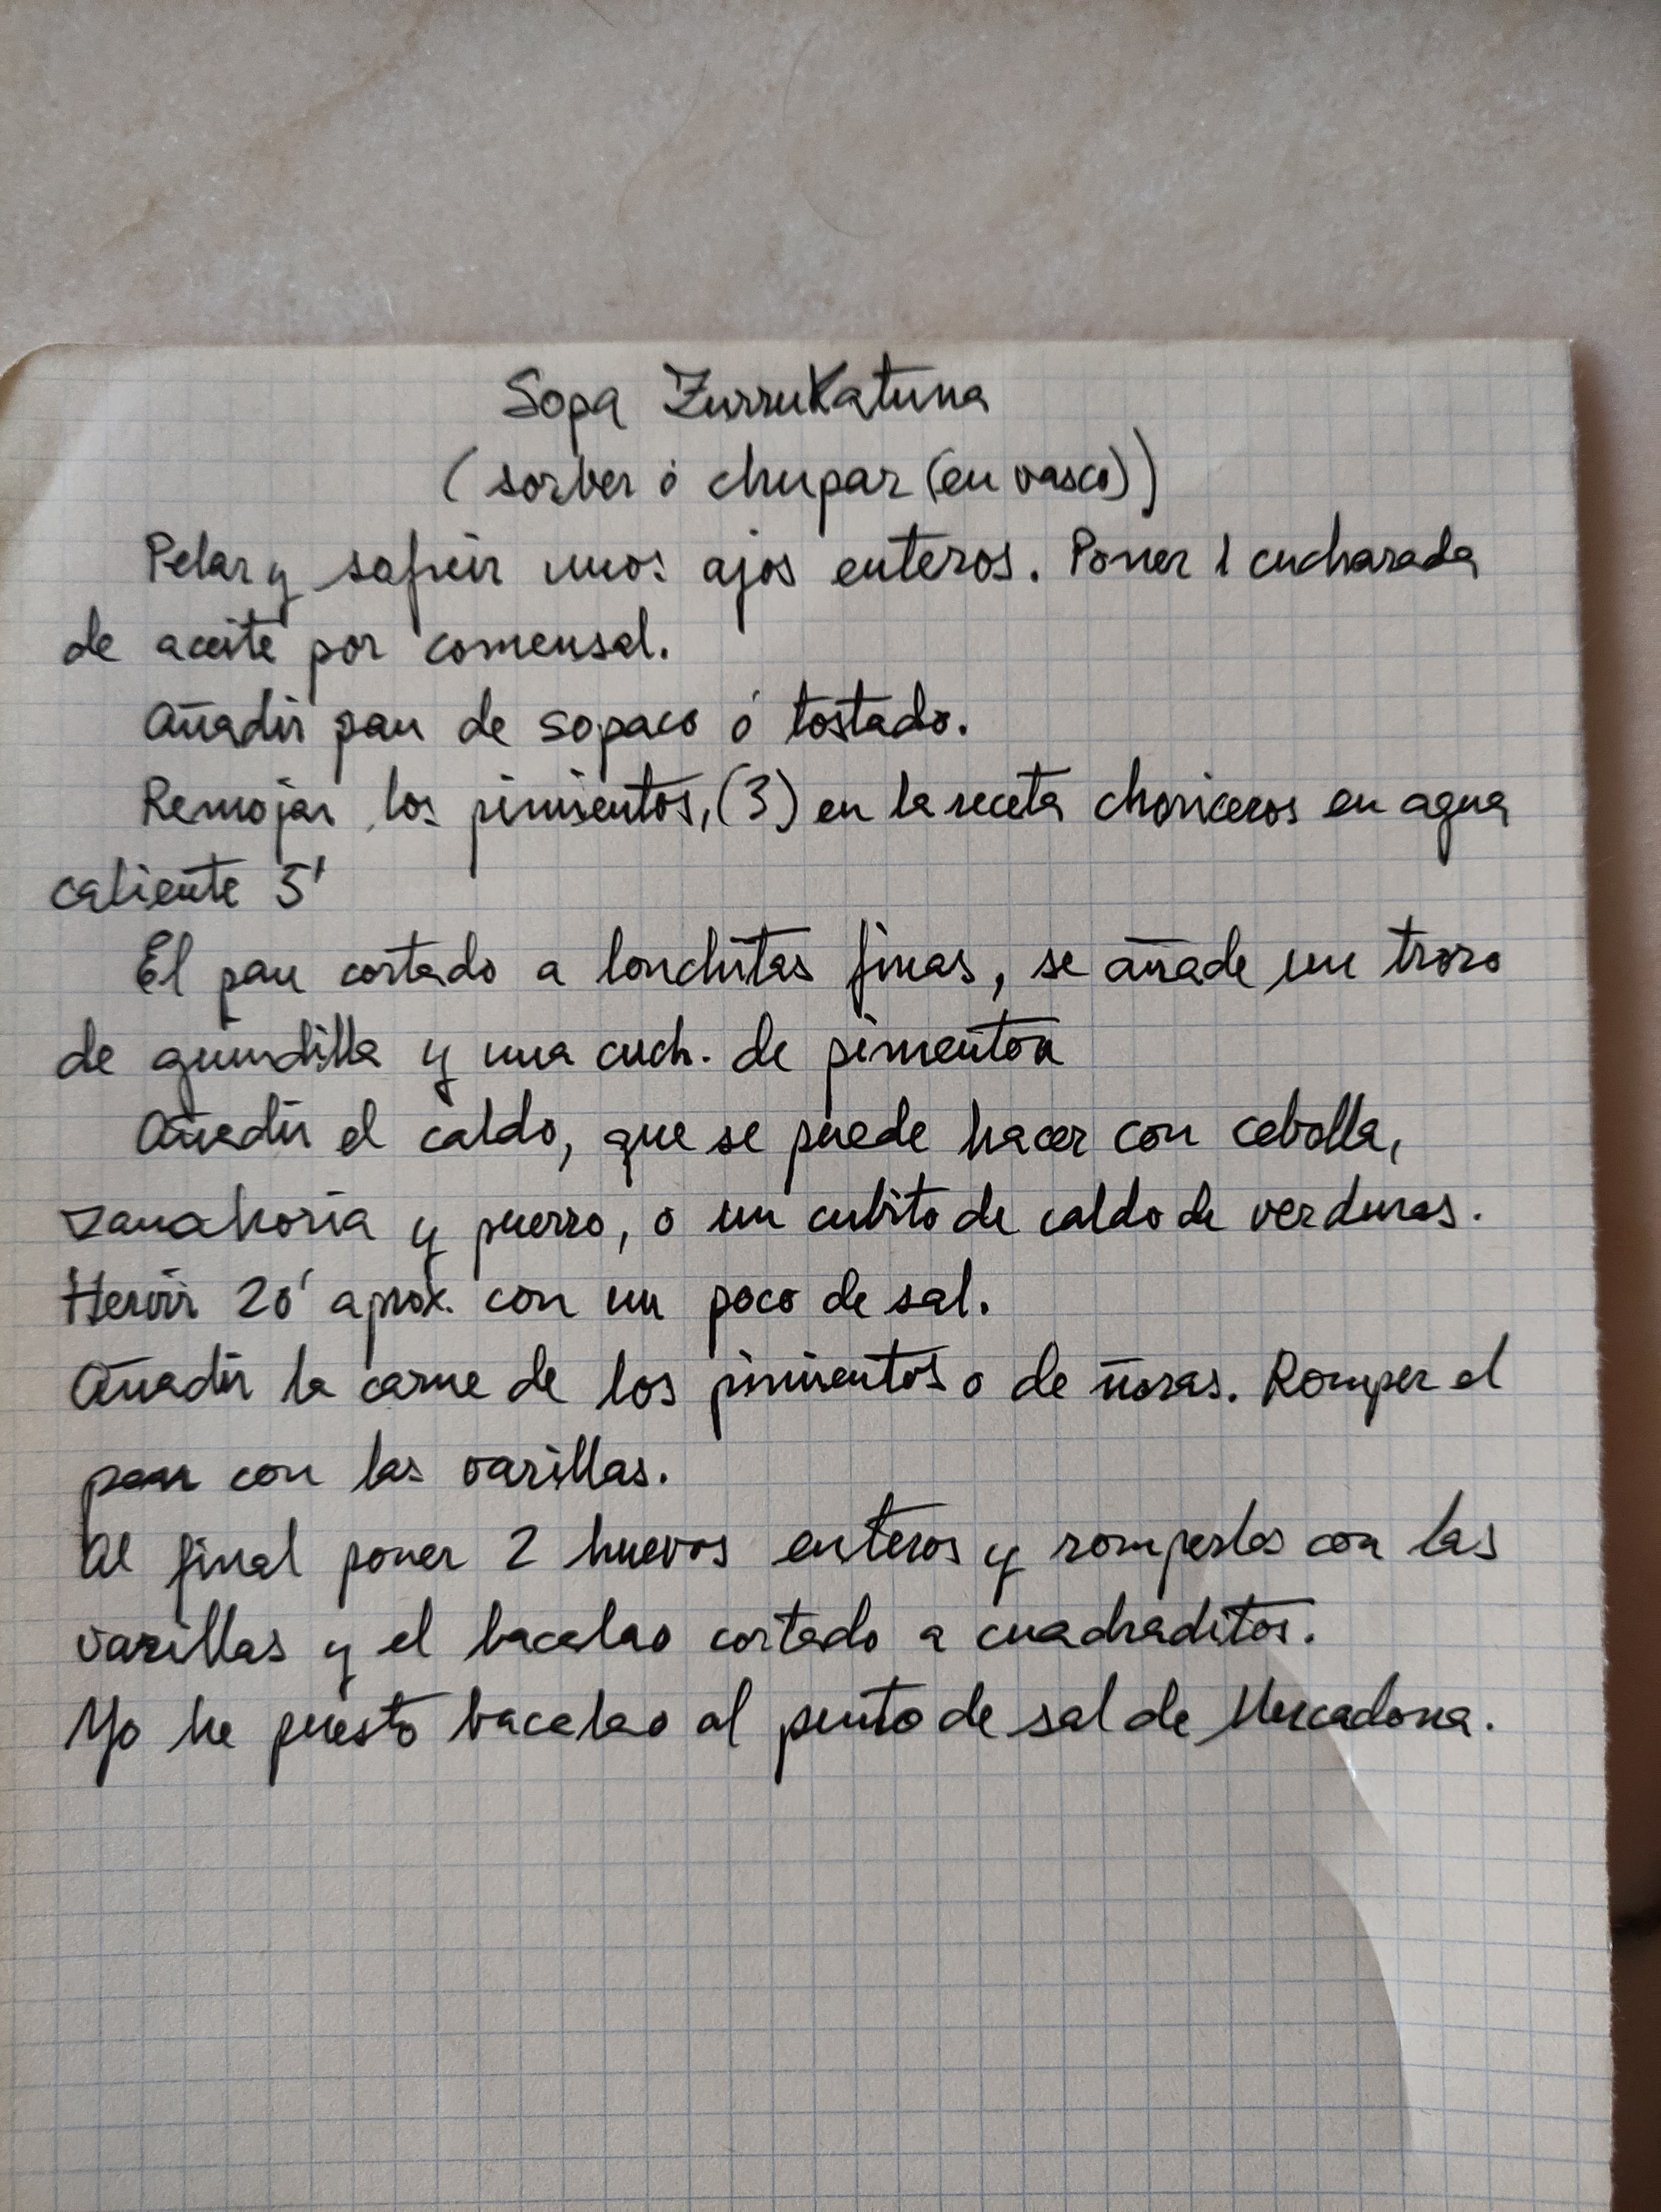 Sopa Zurrukatuna
(sorber ó chupar (en vasco))
Pelar y sofreir unos ajos enteros. Poner 1 cucharada
de aceite por comensal.
Añadir pan de sopaco ó tostado.
Remojar los pimientos, (3) en la receta choriceros en agua
caliente 5'
El pan cortado a lonchitas finas, se añade un trozo
de guindilla y una cuch. de pimentón
Añadir el caldo, que se puede hacer con cebolla,
zanahoria y puerro, o un cubito de caldo de verduras.
Hervir 20' aprox. con un poco de sal.
Añadir la carne de los pimientos o de ñoras. Romper el
pan con las varillas.
Al final poner 2 huevos enteros y romperlos con las
varillas y el bacalao cortado a cuadraditos.
Yo he puesto bacalao al punto de sal de Mercadona.